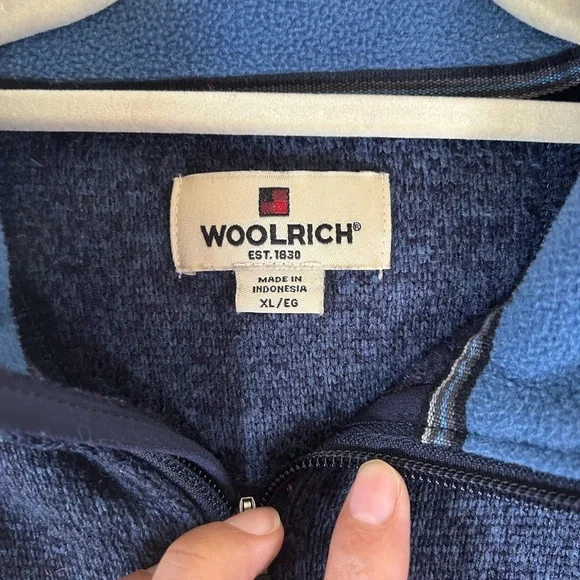 WOOLRICH®
EST. 1830
MADE IN
INDONESIA
XL/EG